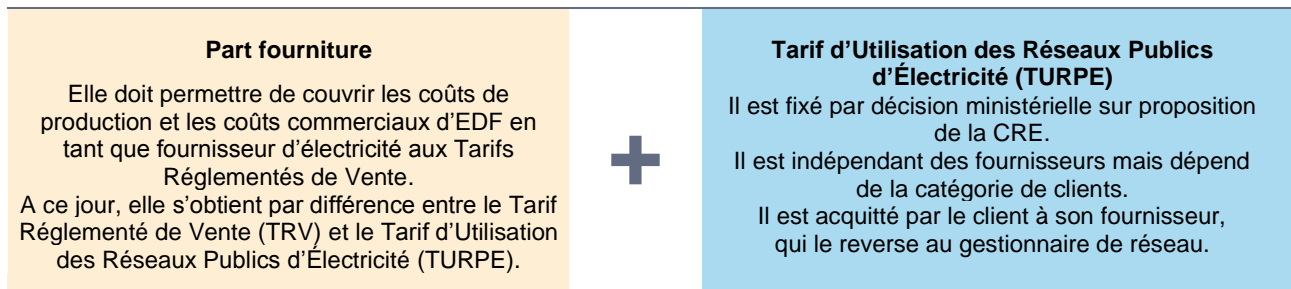 Part fourniture
Elle doit permettre de couvrir les coûts de
production et les coûts commerciaux d’EDF en
tant que fournisseur d’électricité aux Tarifs
Réglementés de Vente.
A ce jour, elle s’obtient par différence entre le Tarif
Réglementé de Vente (TRV) et le Tarif d’Utilisation
des Réseaux Publics d’Électricité (TURPE).
+
Tarif d’Utilisation des Réseaux Publics
d’Électricité (TURPE)
Il est fixé par décision ministérielle sur proposition
de la CRE.
Il est indépendant des fournisseurs mais dépend
de la catégorie de clients.
Il est acquitté par le client à son fournisseur,
qui le reverse au gestionnaire de réseau.